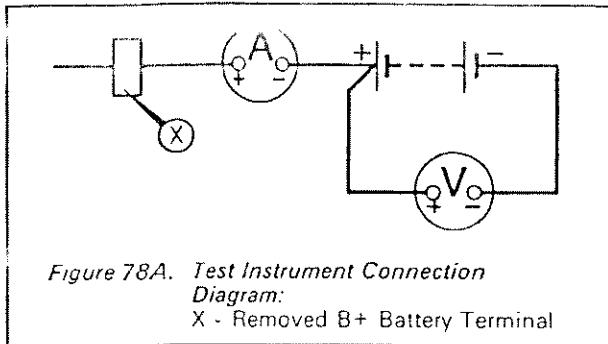 A
+ -
+ -
X
V
+ -
Figure 78A. Test Instrument Connection
Diagram:
X - Removed B+ Battery Terminal